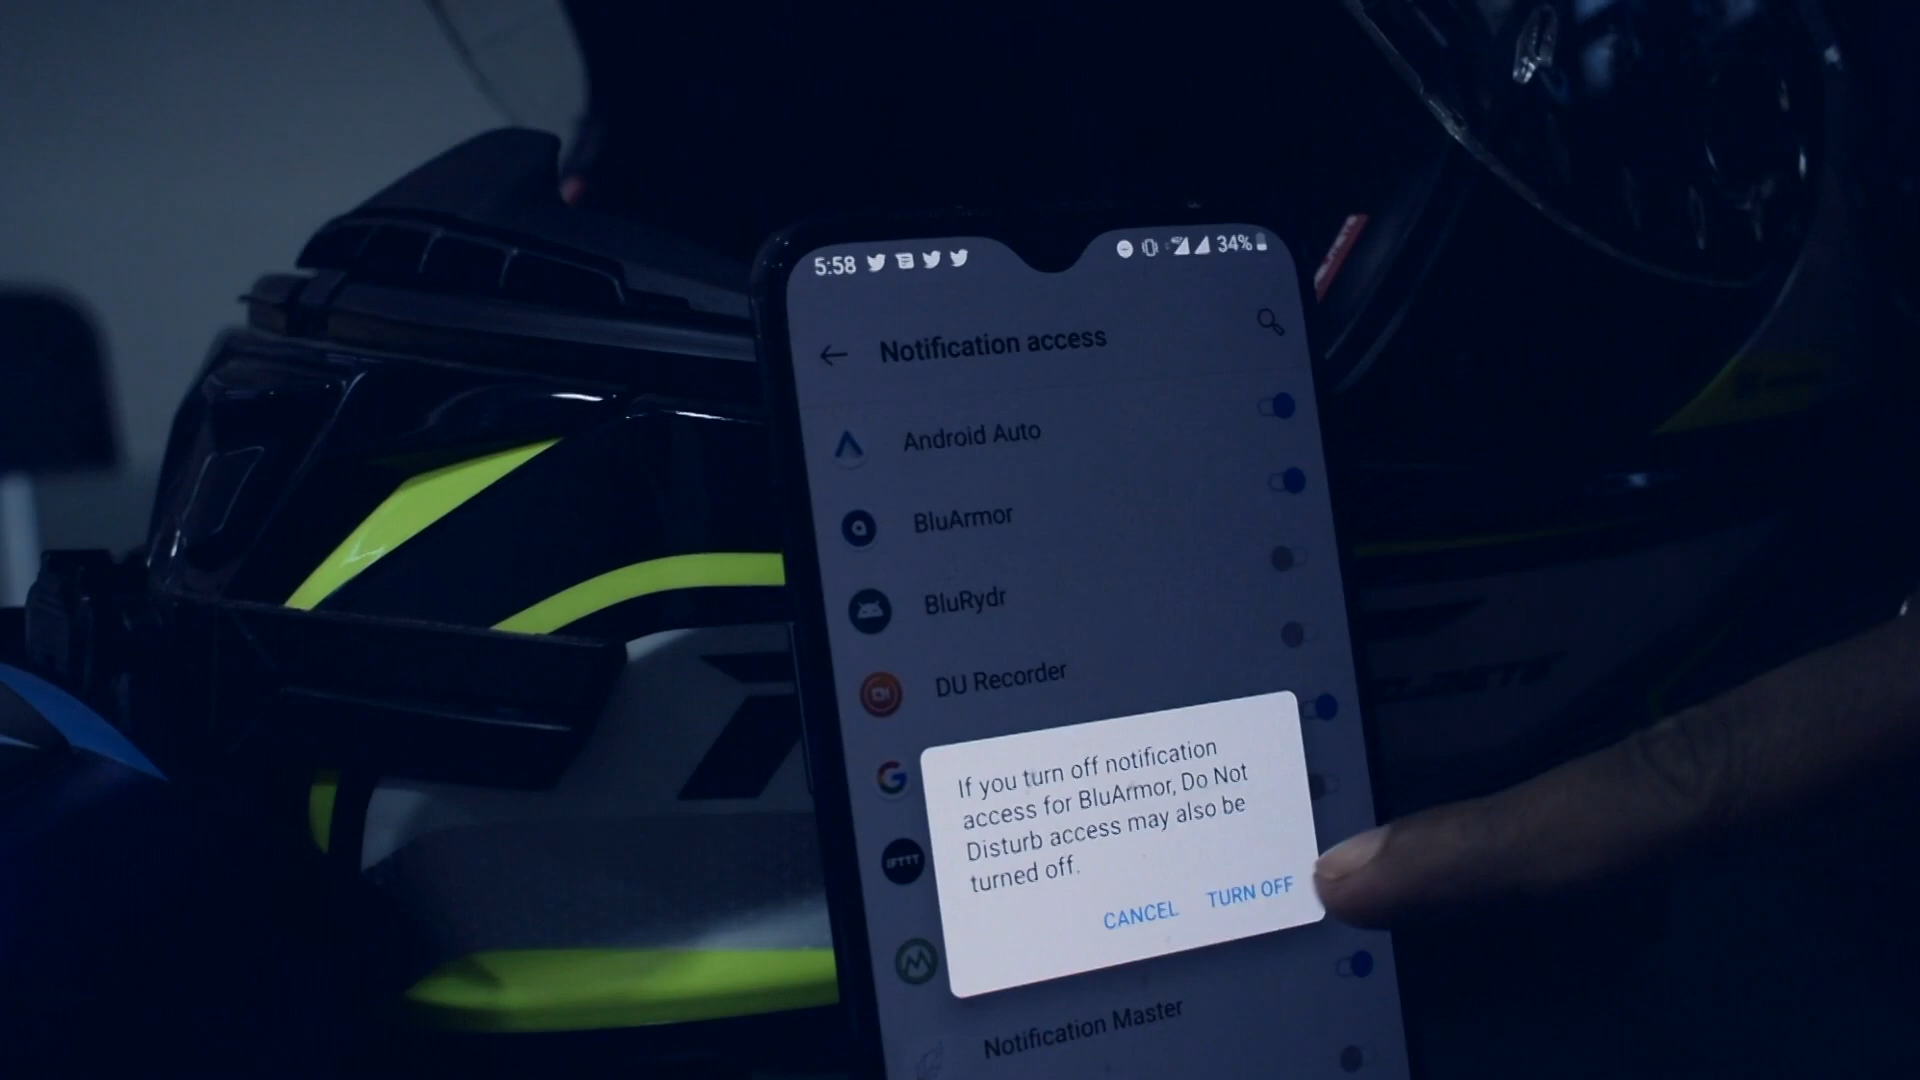 5:58
34%
Notification access
Android Auto
BluArmor
BluRydr
DU Recorder
If you turn off notification
access for BluArmor, Do Not
Disturb access may also be
turned off.
CANCEL TURN OFF
IFTTT
Notification Master